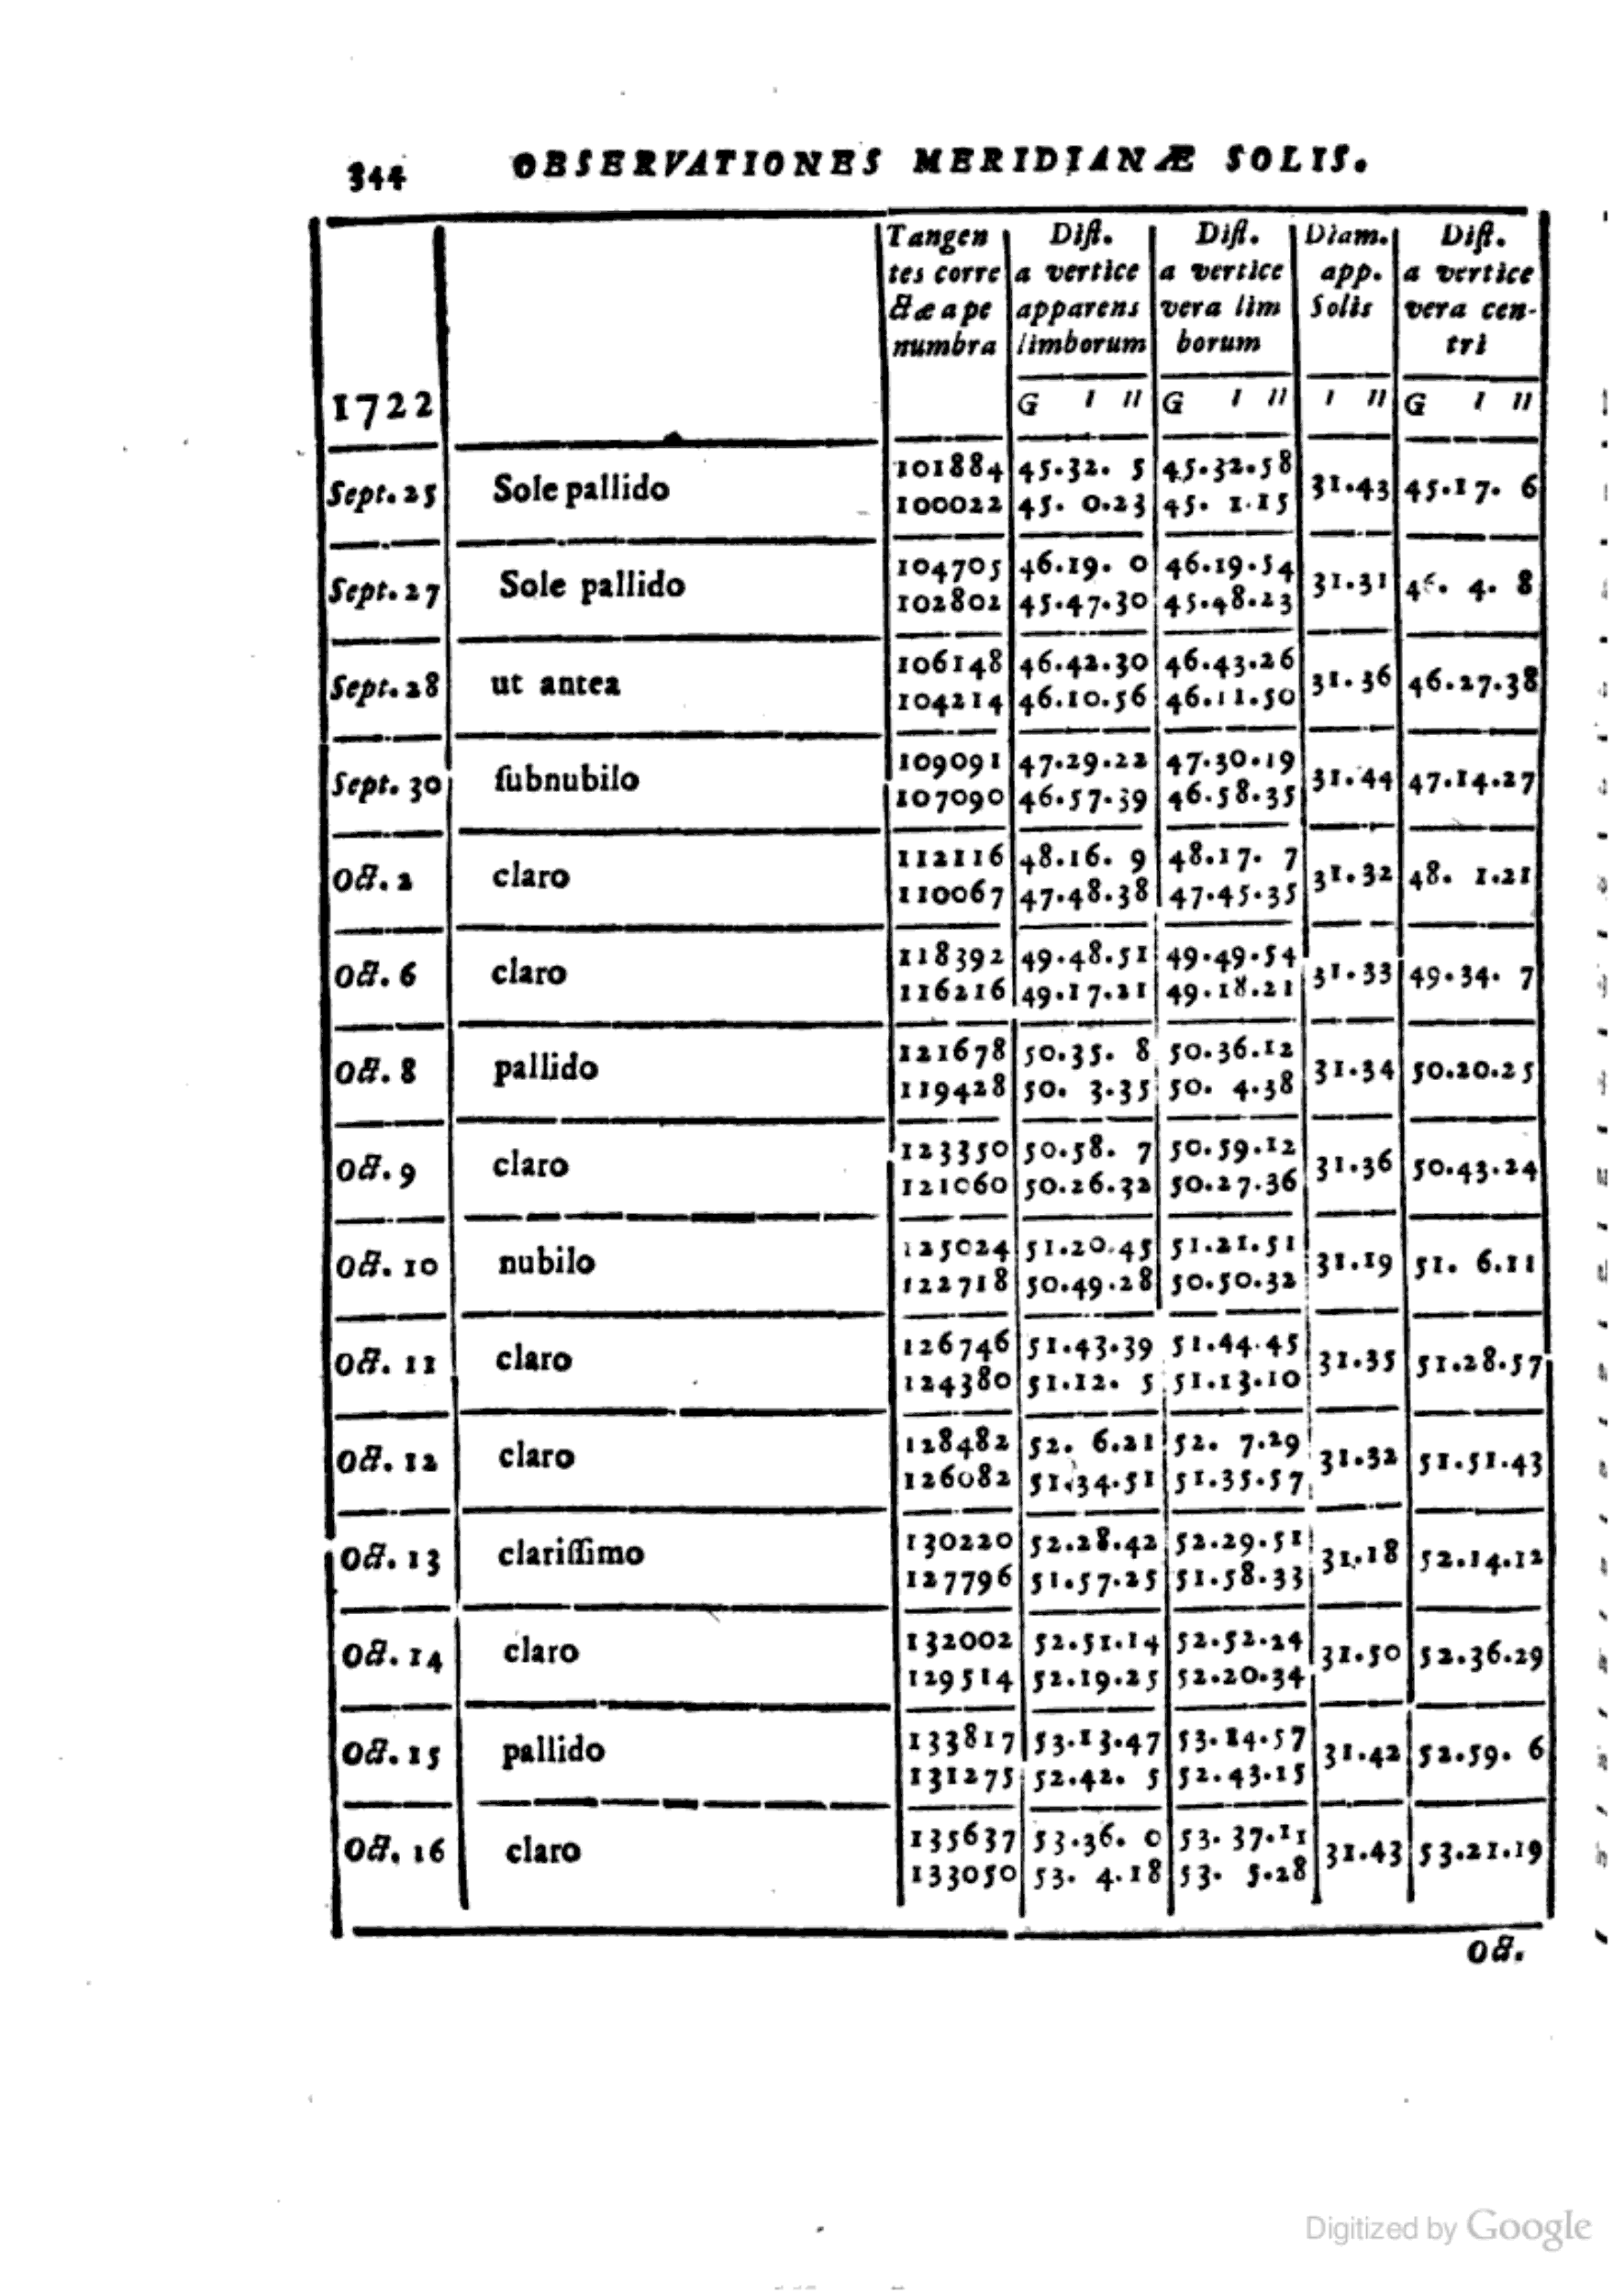 344 OBSERVATIONES MERIDIANÆ SOLIS.
Tangen Dist. Dist. Diam. Dist.
tes corre a vertice a vertice app. a vertice
ctæ a pe apparens vera lim Solis vera cen-
numbra limborum borum tri
1722 G I II G I II I II G I II
101884 45.32. 5 45.32.58
Sept. 25 Sole pallido 31.43 45.17. 6
100022 45. 0.23 45. 1.15
104705 46.19. 0 46.19.54
Sept. 27 Sole pallido 31.31 46. 4. 8
102802 45.47.30 45.48.23
106148 46.42.30 46.43.26
Sept. 28 ut antea 31.36 46.27.38
104214 46.10.56 46.11.50
109091 47.29.22 47.30.19
Sept. 30 ſubnubilo 31.44 47.14.27
107090 46.57.39 46.58.35
112116 48.16. 9 48.17. 7
Oct. 2 claro 31.32 48. 1.21
110067 47.48.38 47.45.35
118392 49.48.51 49.49.54
Oct. 6 claro 31.33 49.34. 7
116216 49.17.21 49.18.21
121678 50.35. 8 50.36.12
Oct. 8 pallido 31.34 50.20.25
119428 50. 3.35 50. 4.38
123350 50.58. 7 50.59.12
Oct. 9 claro 31.36 50.43.24
121060 50.26.32 50.27.36
125024 51.20.45 51.21.51
Oct. 10 nubilo 31.19 51. 6.11
122718 50.49.28 50.50.32
126746 51.43.39 51.44.45
Oct. 11 claro 31.35 51.28.57
124380 51.12. 5 51.13.10
128482 52. 6.21 52. 7.29
Oct. 12 claro 31.32 51.51.43
126082 51.34.51 51.35.57
130220 52.28.42 52.29.51
Oct. 13 clariſſimo 31.18 52.14.12
127796 51.57.25 51.58.33
132002 52.51.14 52.52.24
Oct. 14 claro 31.50 52.36.29
129514 52.19.25 52.20.34
133817 53.13.47 53.14.57
Oct. 15 pallido 31.42 52.59. 6
131275 52.42. 5 52.43.15
135637 53.36. 0 53.37.11
Oct. 16 claro 31.43 53.21.19
133050 53. 4.18 53. 5.28
Oct.
Digitized by Google